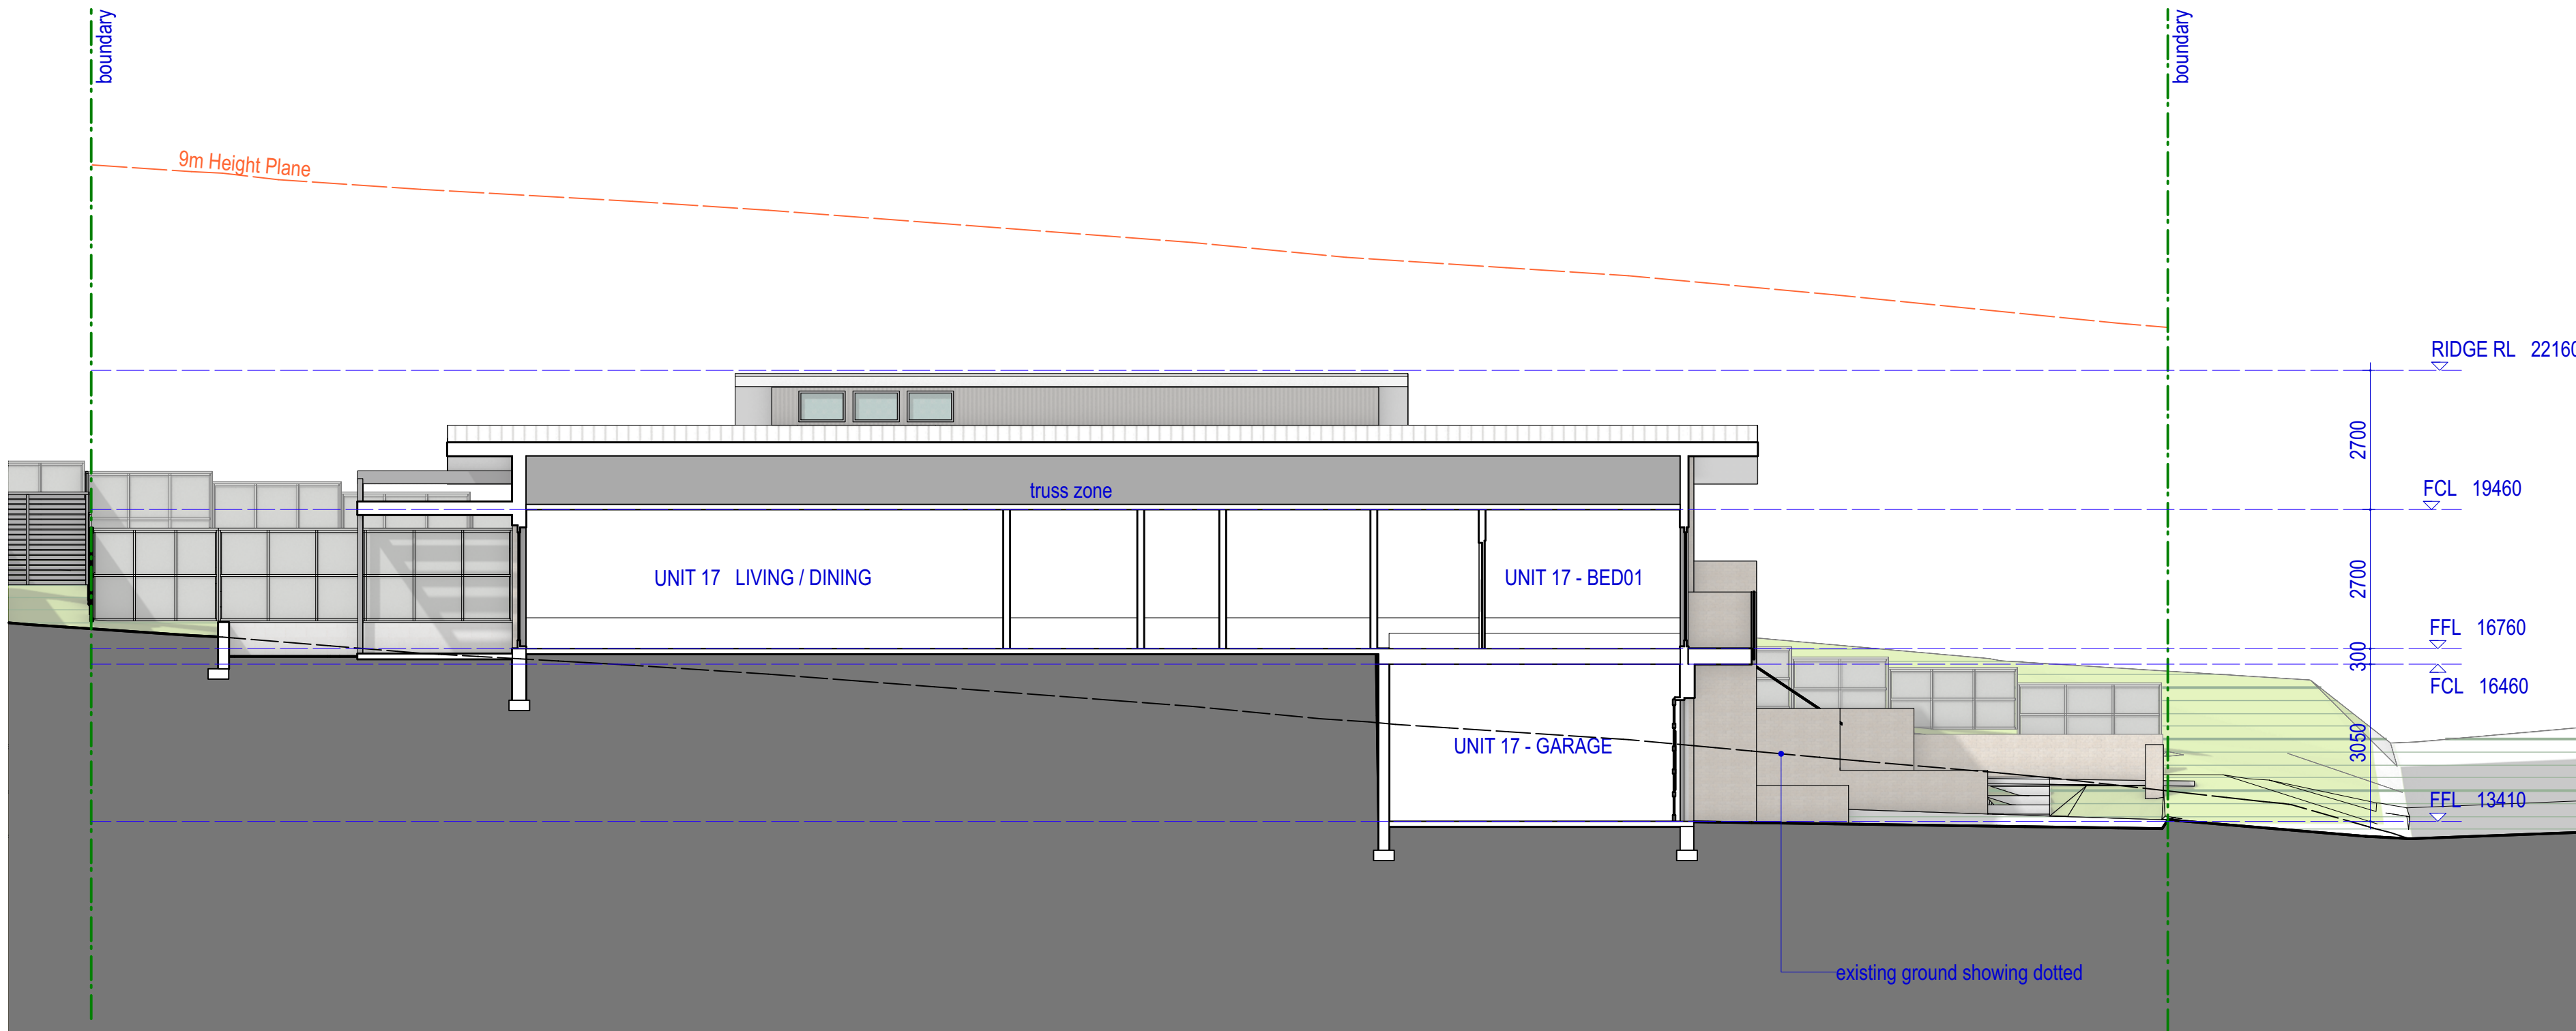 boundary
boundary
9m Height Plane
RIDGE RL 22160
2700
truss zone
FCL 19460
UNIT 17 LIVING / DINING
UNIT 17 - BED01
2700
FFL 16760
300
FCL 16460
UNIT 17 - GARAGE
3050
FFL 13410
existing ground showing dotted